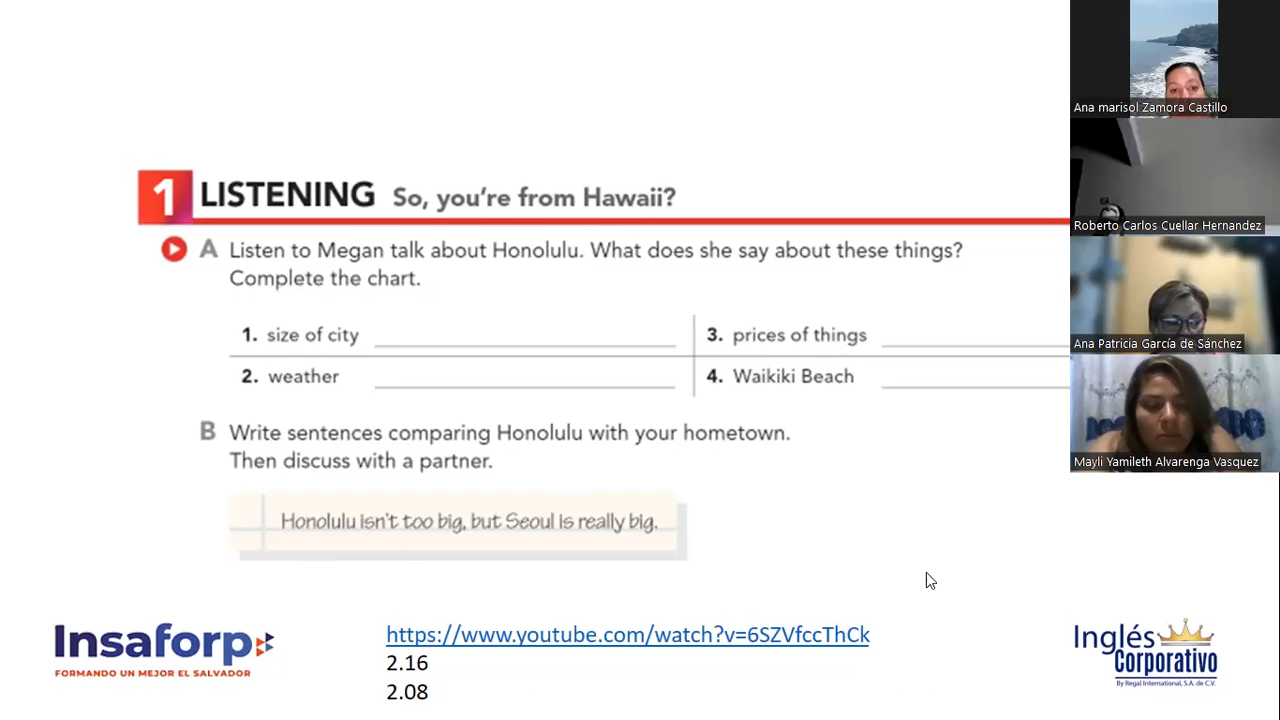 1 LISTENING So, you're from Hawaii?
A Listen to Megan talk about Honolulu. What does she say about these things?
Complete the chart.
1. size of city
3. prices of things
2. weather
4. Waikiki Beach
B Write sentences comparing Honolulu with your hometown.
Then discuss with a partner.
Honolulu isn't too big, but Seoul is really big.
Insaforp
FORMANDO UN MEJOR EL SALVADOR
https://www.youtube.com/watch?v=6SZVfccThCk
2.16
2.08
Inglés
Corporativo
By Regal International, S.A. de C.V.
Ana marisol Zamora Castillo
Roberto Carlos Cuellar Hernandez
Ana Patricia García de Sánchez
Mayli Yamileth Alvarenga Vasquez